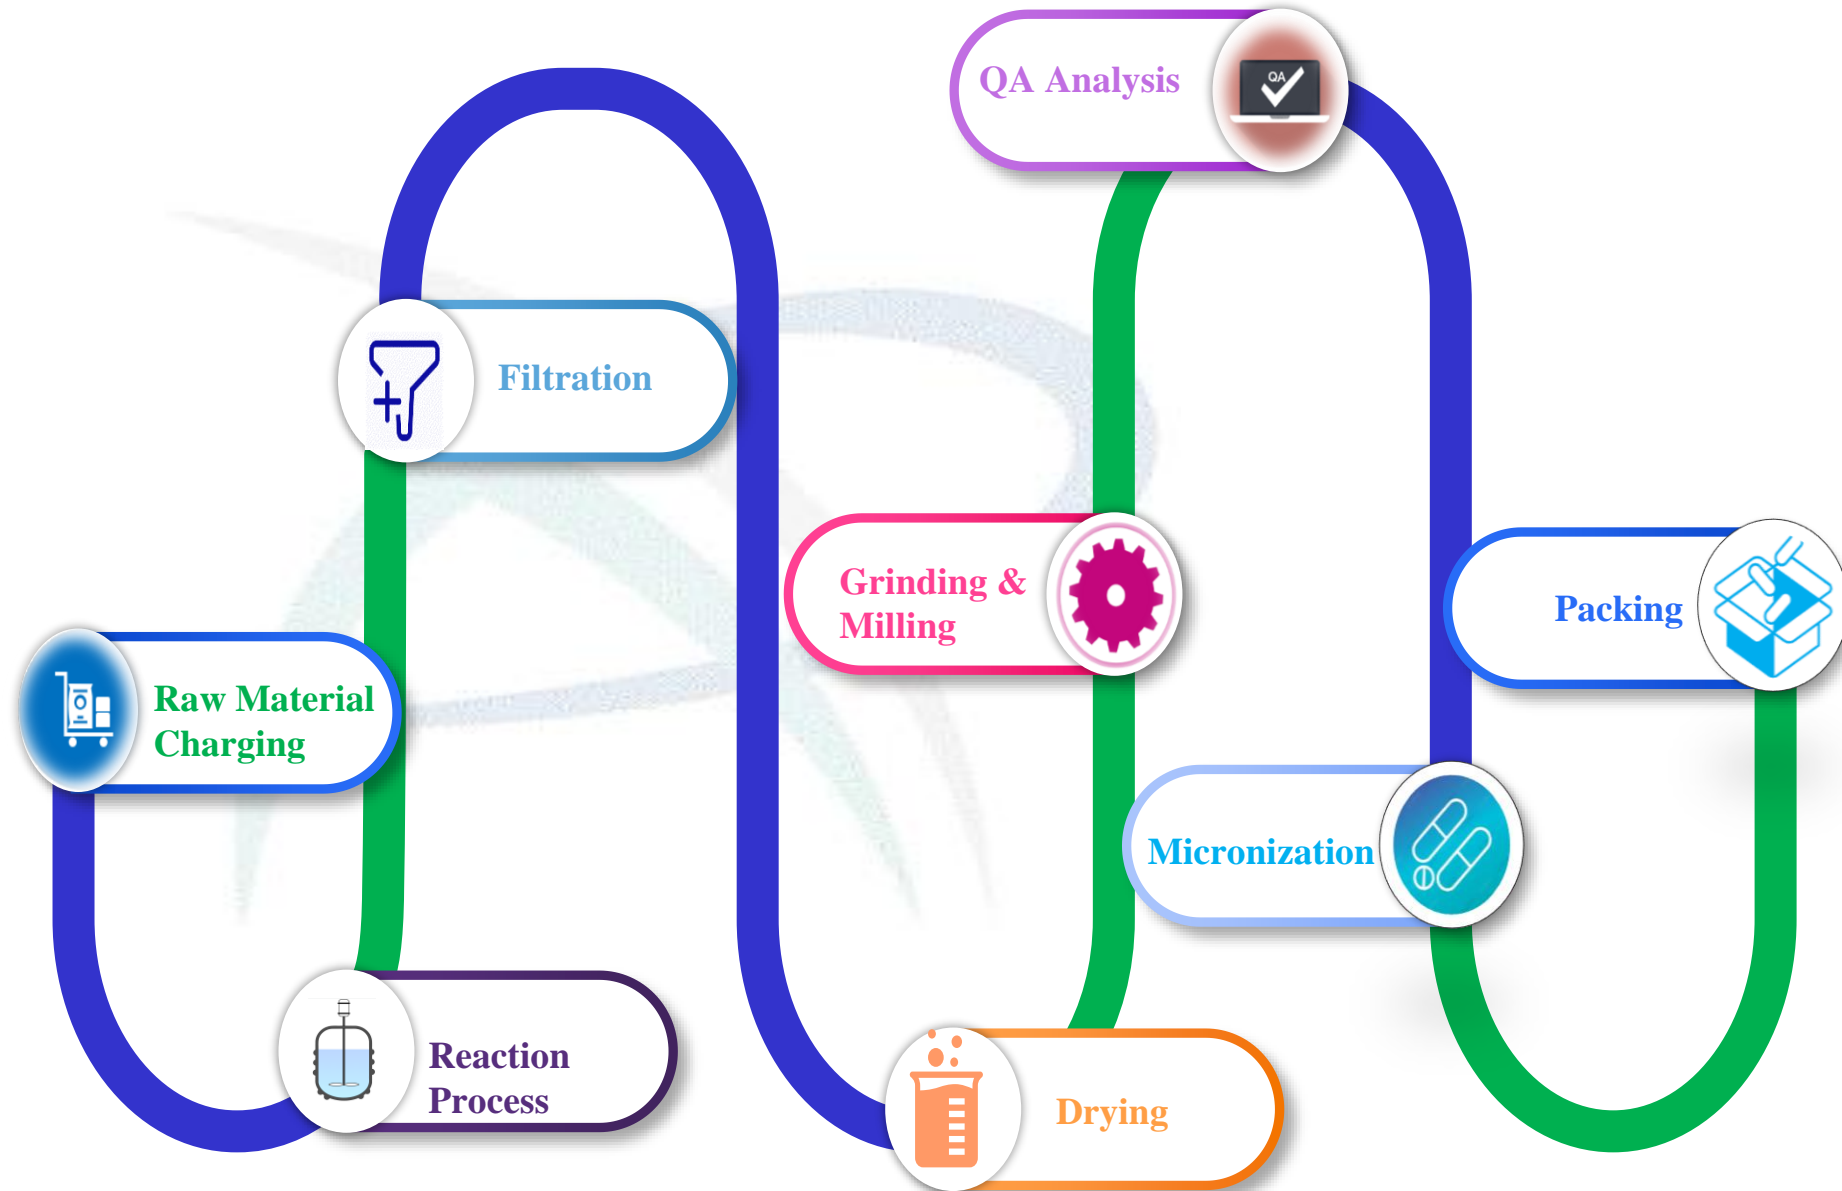 Raw Material
Charging
Reaction
Process
Filtration
Drying
Grinding &
Milling
QA Analysis
QA
Micronization
Packing